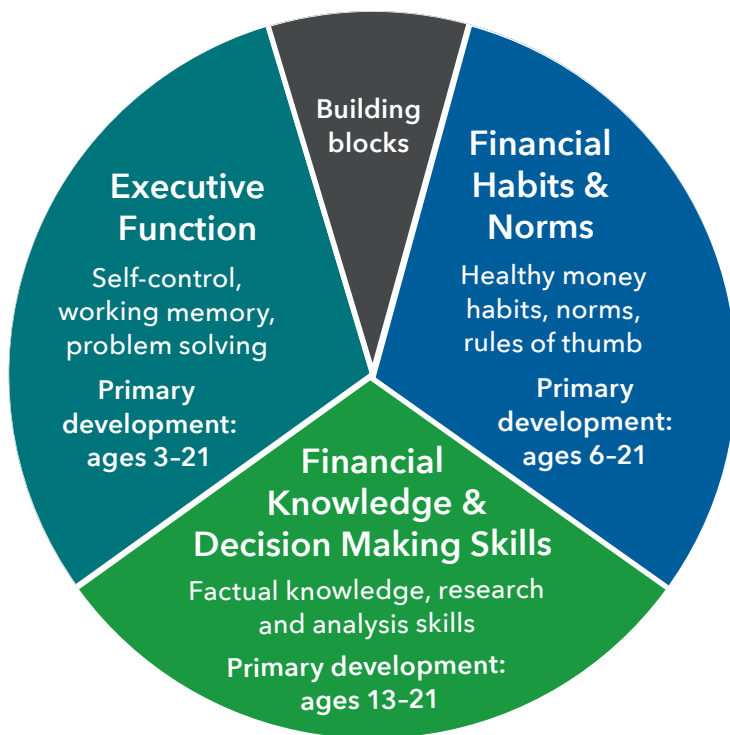 Building
blocks
Executive
Function
Self-control,
working memory,
problem solving
Primary
development:
ages 3–21
Financial
Habits &
Norms
Healthy money
habits, norms,
rules of thumb
Primary
development:
ages 6–21
Financial
Knowledge &
Decision Making Skills
Factual knowledge, research
and analysis skills
Primary development:
ages 13–21